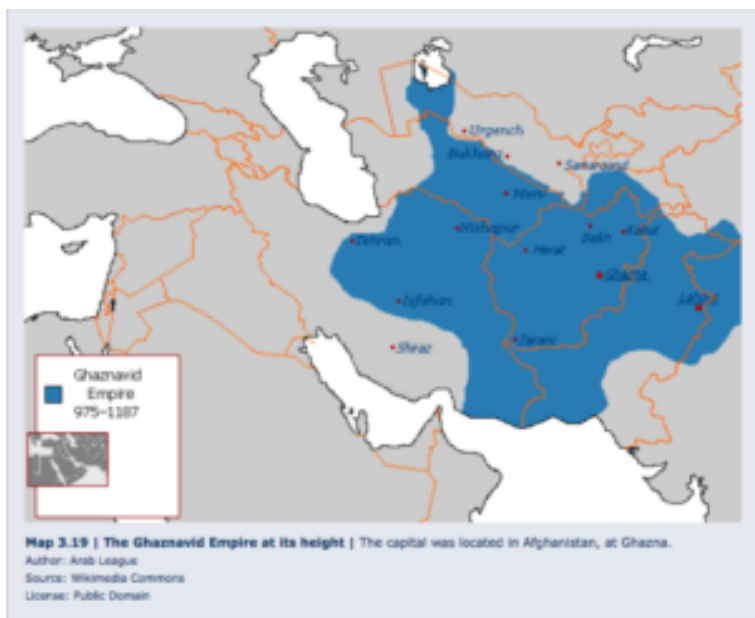 Urgench
Bukhara
Samarqand
Merv
Nishapur
Tehran
Herat
Balkh
Kabul
Ghazna
Lahore
Isfahan
Zaranj
Shiraz
Ghaznavid
Empire
975–1187
Map 3.19 | The Ghaznavid Empire at its height | The capital was located in Afghanistan, at Ghazna.
Author: Arab League
Source: Wikimedia Commons
License: Public Domain